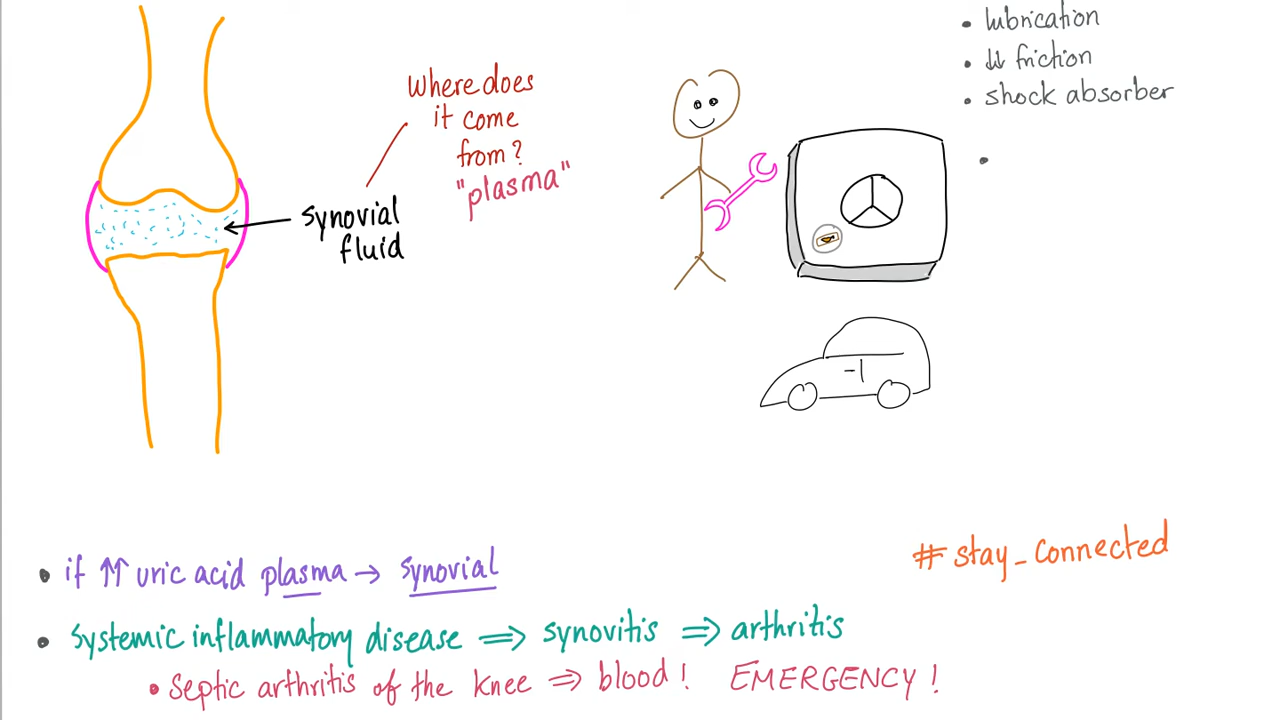 • lubrication
• ↓↓ friction
• shock absorber
•
Where does
it come
from?
"plasma"
synovial
fluid
• if ↑↑ uric acid plasma → synovial
#stay_connected
• Systemic inflammatory disease ⇒ synovitis ⇒ arthritis
• Septic arthritis of the knee ⇒ blood! EMERGENCY!